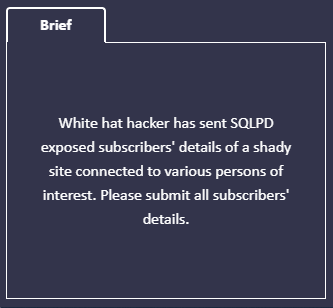 Brief
White hat hacker has sent SQLPD
exposed subscribers' details of a shady
site connected to various persons of
interest. Please submit all subscribers'
details.